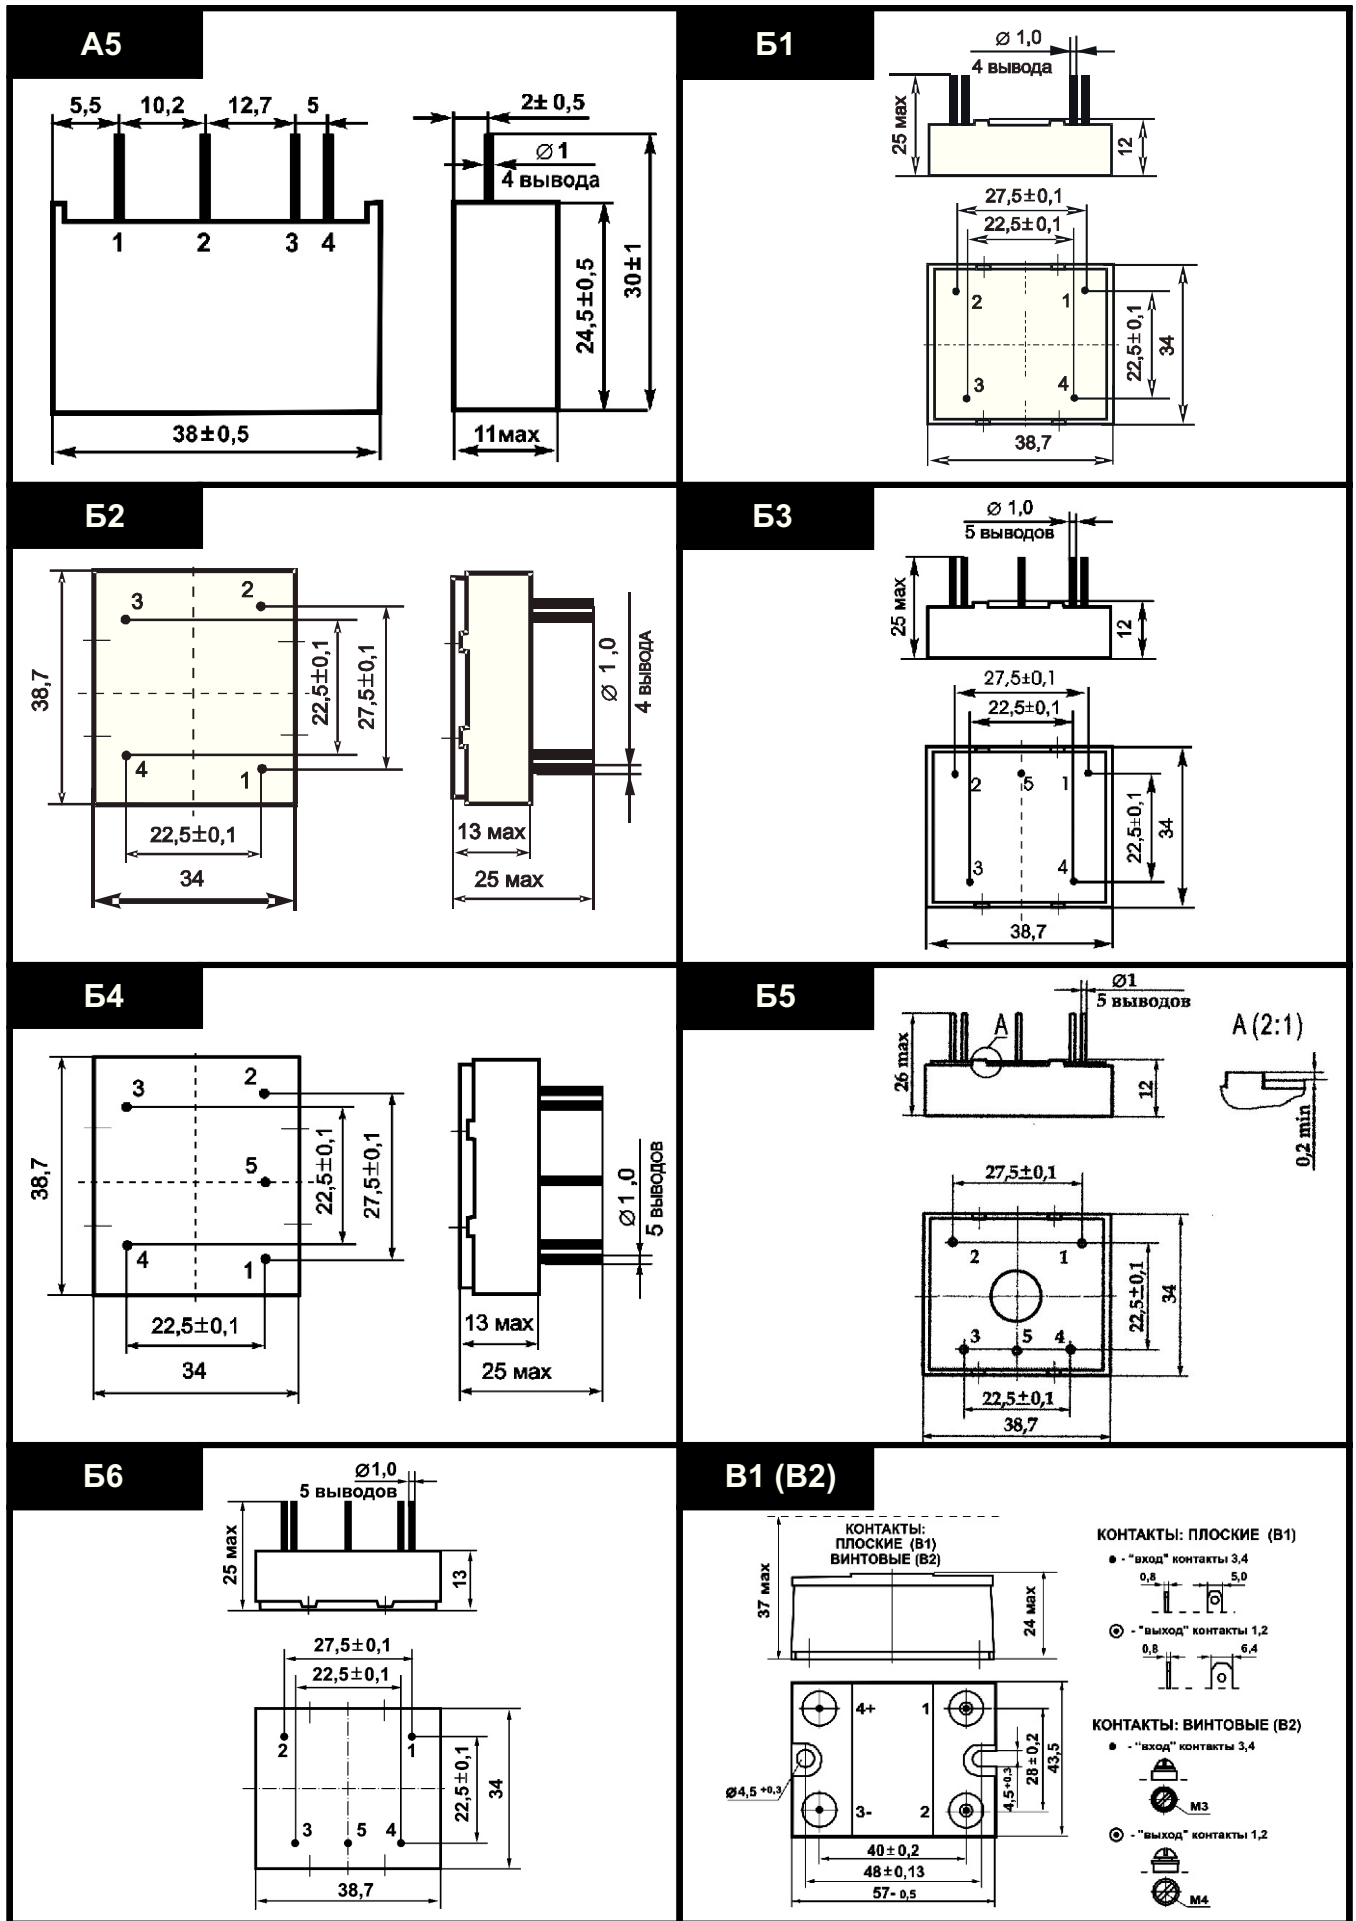 А5
5,5 10,2 12,7 5
1 2 3 4
38±0,5
2±0,5
Ø 1
4 вывода
24,5±0,5
30±1
11мах
Б1
Ø 1,0
4 вывода
25 мах
12
27,5±0,1
22,5±0,1
2 1
3 4
22,5±0,1
34
38,7
Б2
3 2
4 1
38,7
22,5±0,1
27,5±0,1
22,5±0,1
34
Ø 1,0
4 ВЫВОДА
13 мах
25 мах
Б3
Ø 1,0
5 выводов
25 мах
12
27,5±0,1
22,5±0,1
2 5 1
3 4
22,5±0,1
34
38,7
Б4
3 2
5
4 1
38,7
22,5±0,1
27,5±0,1
22,5±0,1
34
Ø 1,0
5 ВЫВОДОВ
13 мах
25 мах
Б5
Ø1
5 выводов
А
А (2:1)
26 max
12
0,2 min
27,5±0,1
2 1
3 5 4
22,5±0,1
34
22,5±0,1
38,7
Б6
Ø1,0
5 выводов
25 мах
13
27,5±0,1
22,5±0,1
2 1
3 5 4
22,5±0,1
34
38,7
В1 (В2)
КОНТАКТЫ:
ПЛОСКИЕ (В1)
ВИНТОВЫЕ (В2)
37 мах
24 мах
4+ 1
3- 2
Ø4,5 +0,3
4,5 +0,3
28±0,2
43,5
40±0,2
48±0,13
57- 0,5
КОНТАКТЫ: ПЛОСКИЕ (В1)
- "вход" контакты 3,4
0,8 5,0
- "выход" контакты 1,2
0,8 6,4
КОНТАКТЫ: ВИНТОВЫЕ (В2)
- "вход" контакты 3,4
М3
- "выход" контакты 1,2
М4